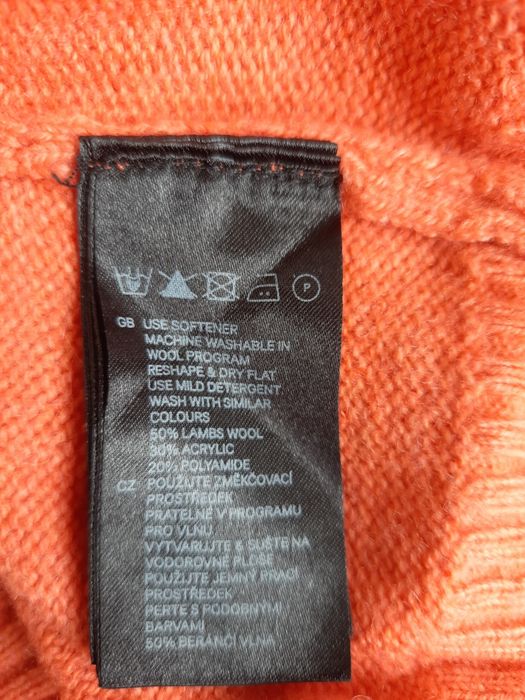 P
GB USE SOFTENER
MACHINE WASHABLE IN
WOOL PROGRAM
RESHAPE & DRY FLAT
USE MILD DETERGENT
WASH WITH SIMILAR
COLOURS
50% LAMBS WOOL
30% ACRYLIC
20% POLYAMIDE
CZ POUŽIJTE ZMĚKČOVACÍ
PROSTŘEDEK
PRATELNÉ V PROGRAMU
PRO VLNU
VYTVARUJTE & SUŠTE NA
VODOROVNÉ PLOŠE
POUŽIJTE JEMNÝ PRACÍ
PROSTŘEDEK
PERTE S PODOBNÝMI
BARVAMI
50% BERANČÍ VLNA